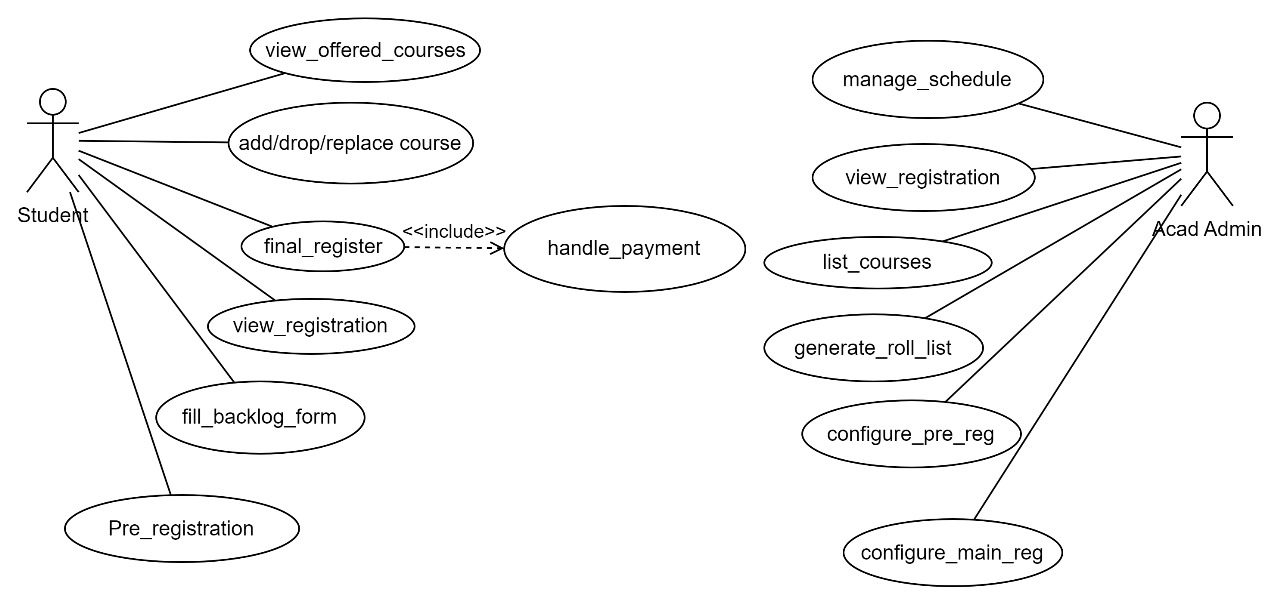 view_offered_courses
add/drop/replace course
Student
final_register
<<include>>
handle_payment
view_registration
fill_backlog_form
Pre_registration
manage_schedule
view_registration
Acad Admin
list_courses
generate_roll_list
configure_pre_reg
configure_main_reg